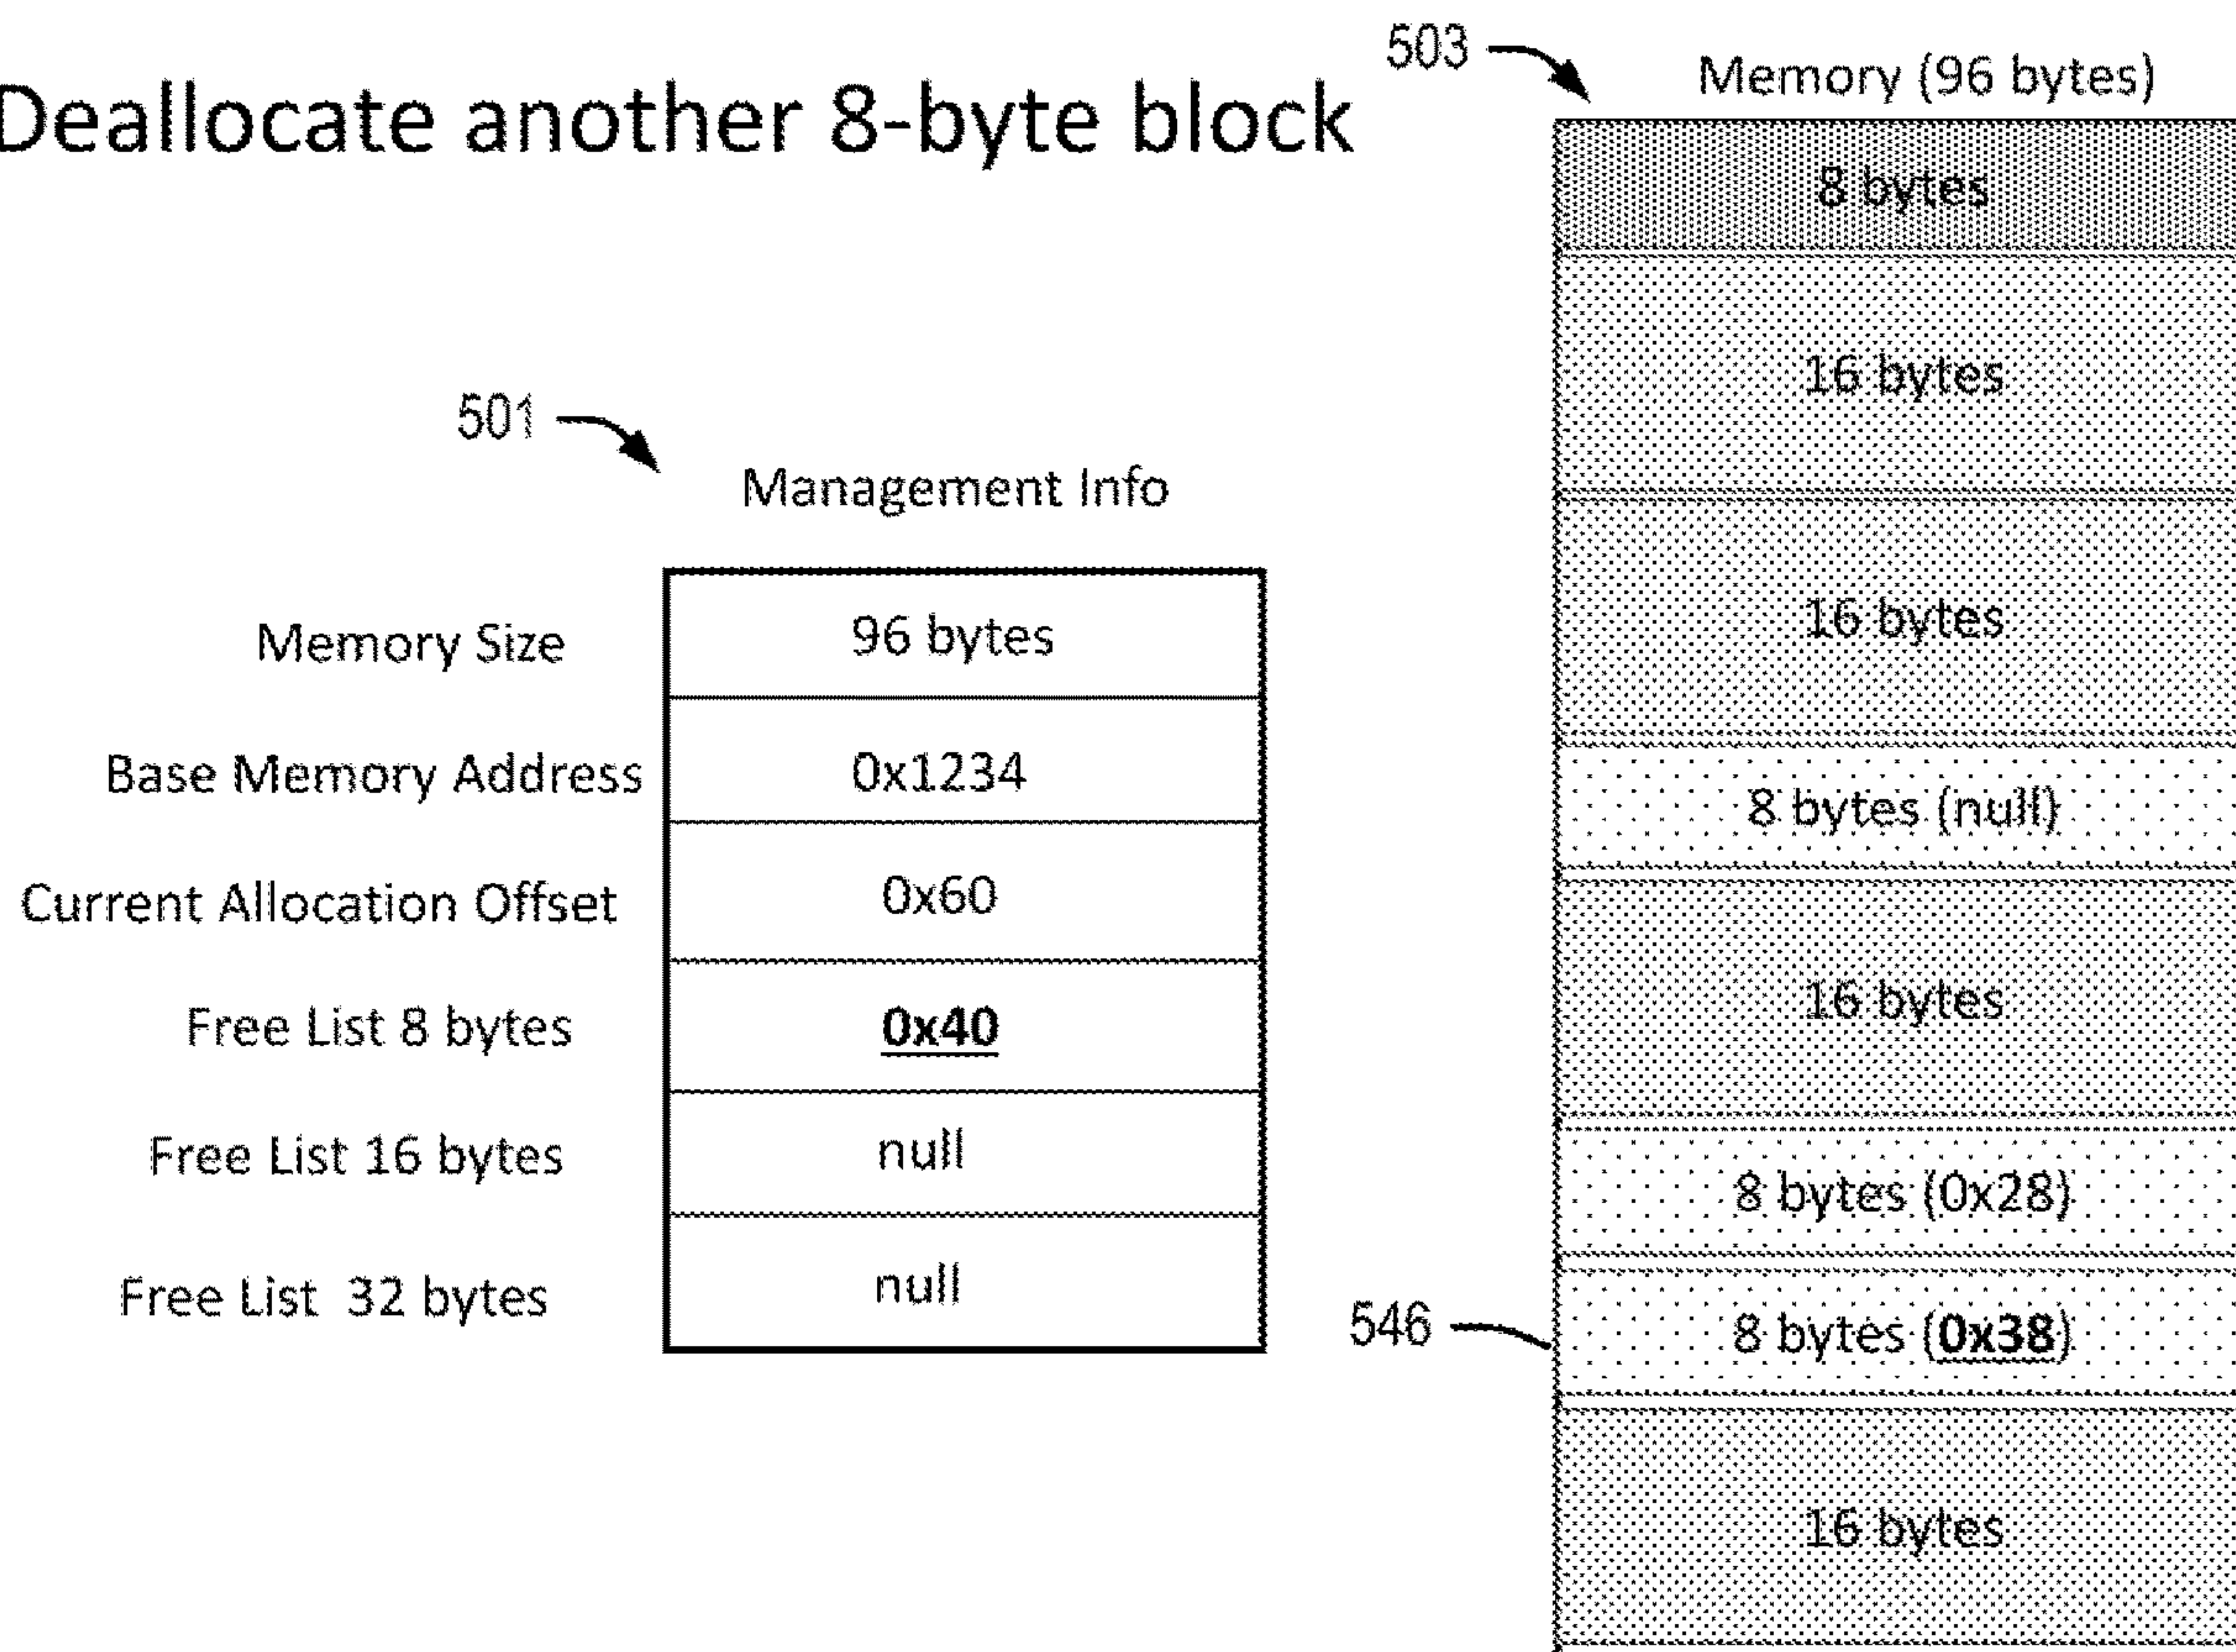 Deallocate another 8-byte block
503
Memory (96 bytes)
8 bytes
16 bytes
16 bytes
8 bytes (null)
16 bytes
8 bytes (0x28)
546
8 bytes (0x38)
16 bytes
501
Management Info
Memory Size 96 bytes
Base Memory Address 0x1234
Current Allocation Offset 0x60
Free List 8 bytes 0x40
Free List 16 bytes null
Free List 32 bytes null